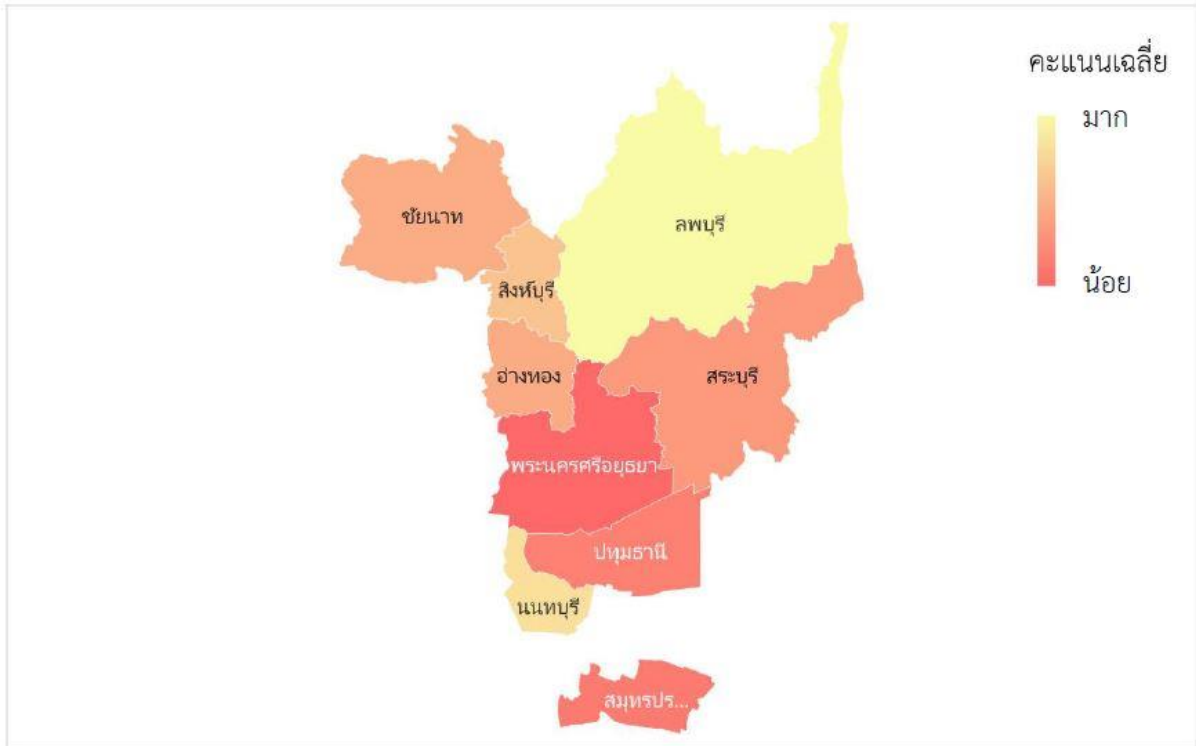 คะแนนเฉลี่ย
มาก
น้อย
ชัยนาท
ลพบุรี
สิงห์บุรี
อ่างทอง
สระบุรี
พระนครศรีอยุธยา
ปทุมธานี
นนทบุรี
สมุทรปร...